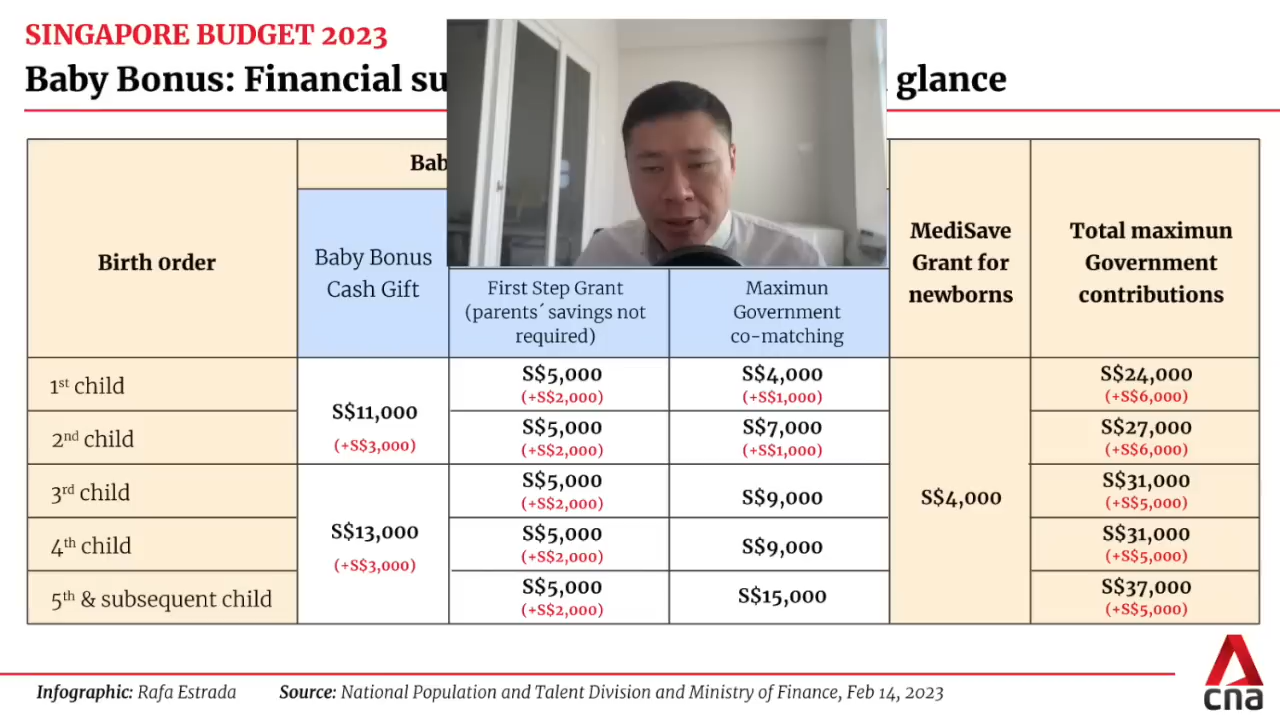 SINGAPORE BUDGET 2023
Baby Bonus: Financial su glance
Bab
Birth order
Baby Bonus
Cash Gift
First Step Grant
(parents´ savings not
required)
Maximun
Government
co-matching
MediSave
Grant for
newborns
Total maximun
Government
contributions
1st child
S$11,000
(+S$3,000)
S$5,000
(+S$2,000)
S$4,000
(+S$1,000)
S$4,000
S$24,000
(+S$6,000)
2nd child
S$5,000
(+S$2,000)
S$7,000
(+S$1,000)
S$27,000
(+S$6,000)
3rd child
S$13,000
(+S$3,000)
S$5,000
(+S$2,000)
S$9,000
S$31,000
(+S$5,000)
4th child
S$5,000
(+S$2,000)
S$9,000
S$31,000
(+S$5,000)
5th & subsequent child
S$5,000
(+S$2,000)
S$15,000
S$37,000
(+S$5,000)
Infographic: Rafa Estrada Source: National Population and Talent Division and Ministry of Finance, Feb 14, 2023
cna